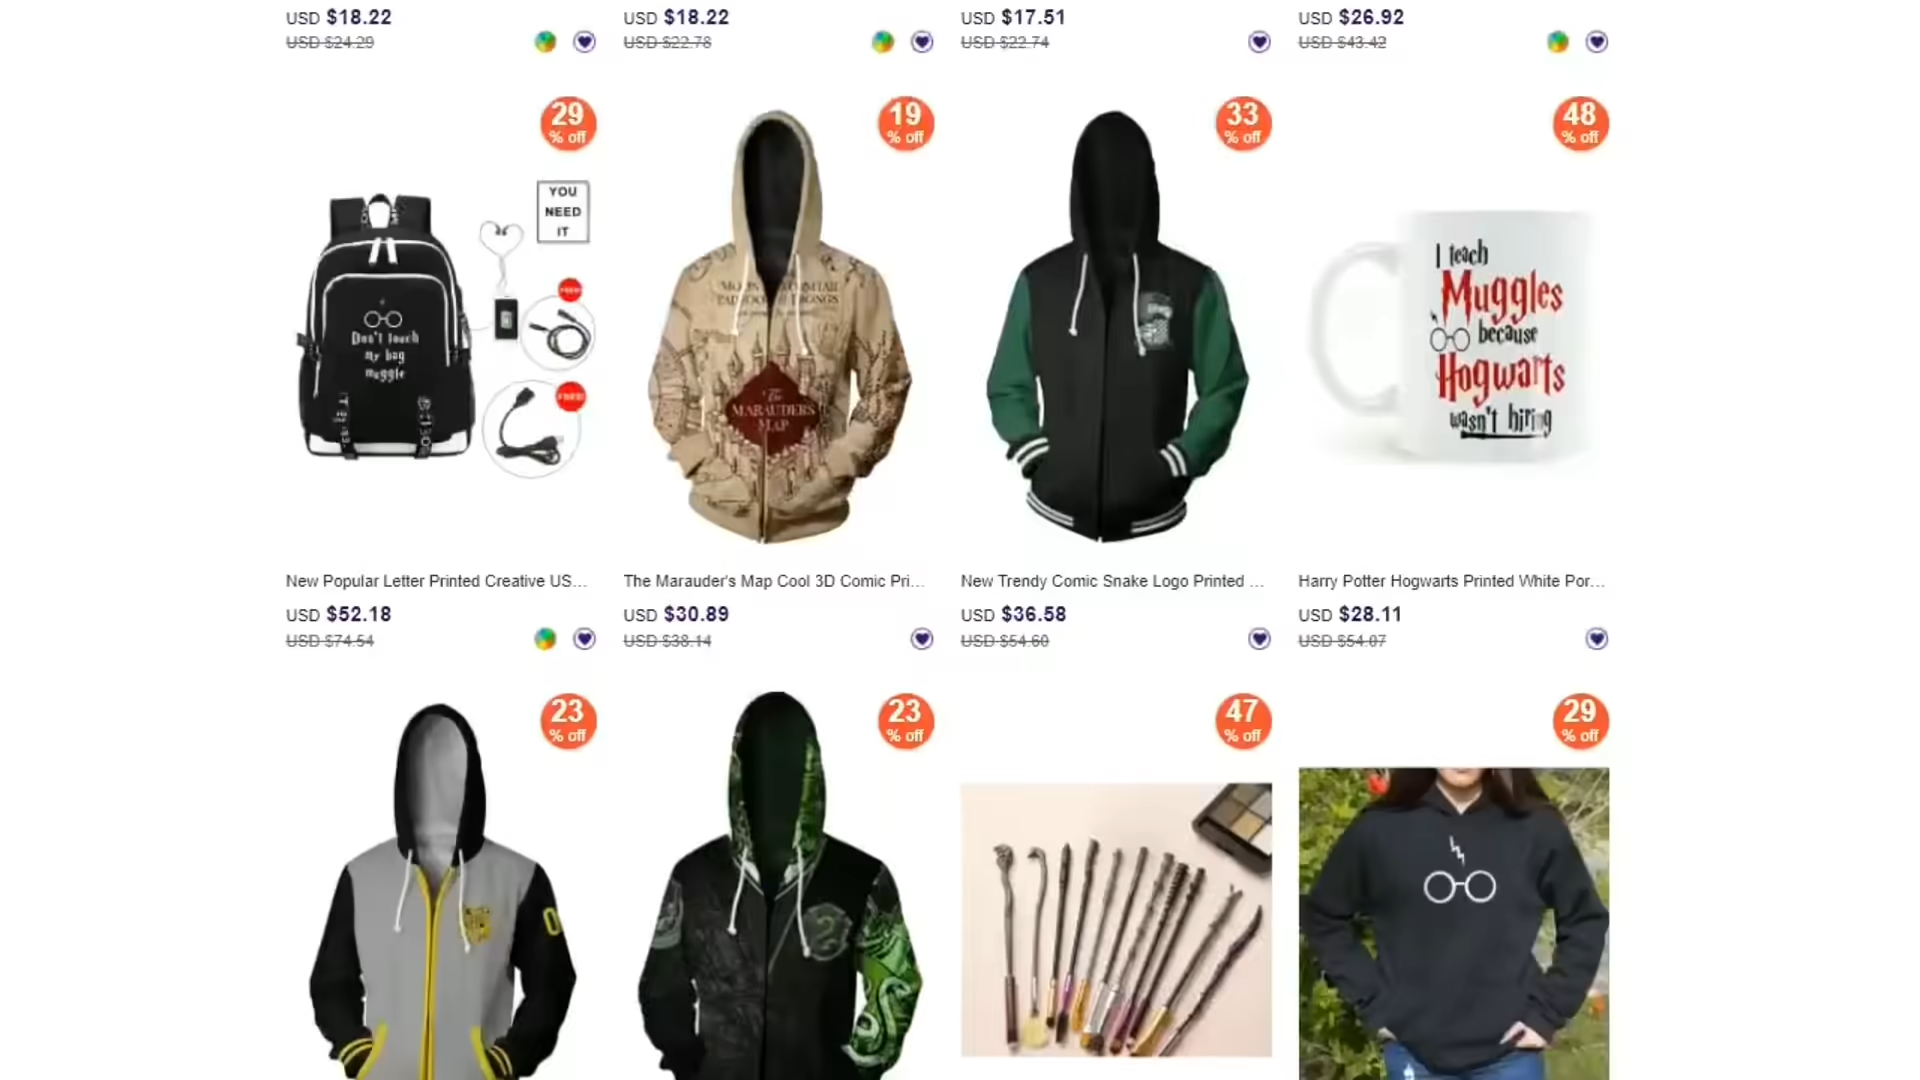 USD $18.22
USD $24.29
USD $18.22
USD $22.78
USD $17.51
USD $22.74
USD $26.92
USD $43.42
29
% off
YOU
NEED
IT
FREE!
Don't touch
my bag
muggle
New Popular Letter Printed Creative US...
USD $52.18
USD $74.54
19
% off
The
MARAUDERS
MAP
The Marauder's Map Cool 3D Comic Pri...
USD $30.89
USD $38.14
33
% off
New Trendy Comic Snake Logo Printed ...
USD $36.58
USD $54.60
48
% off
I teach
Muggles
because
Hogwarts
wasn't hiring
Harry Potter Hogwarts Printed White Por...
USD $28.11
USD $54.07
23
% off
23
% off
47
% off
29
% off